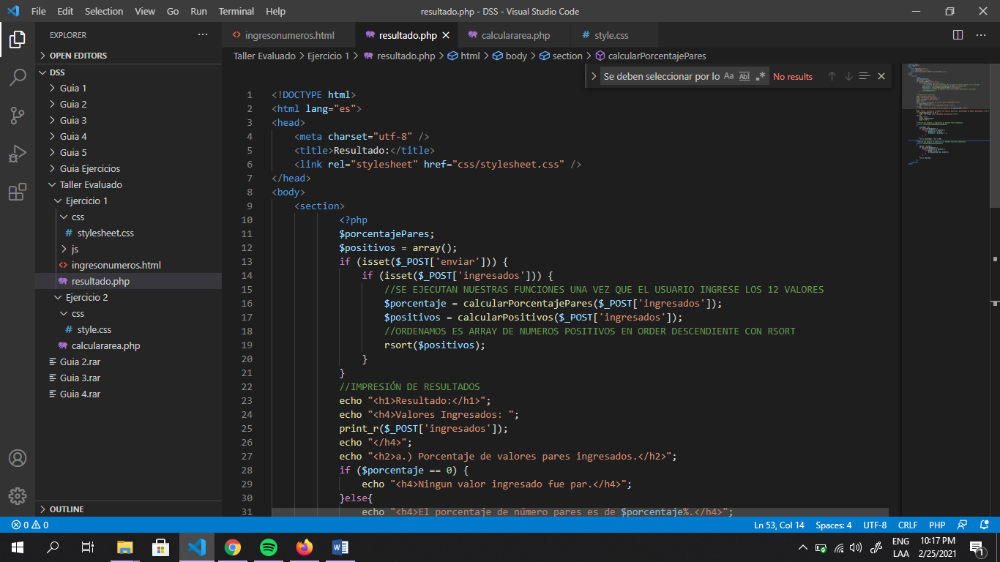 File Edit Selection View Go Run Terminal Help
resultado.php - DSS - Visual Studio Code
EXPLORER
OPEN EDITORS
DSS
Guia 1
Guia 2
Guia 3
Guia 4
Guia 5
Guia Ejercicios
Taller Evaluado
Ejercicio 1
css
# stylesheet.css
js
<> ingresonumeros.html
resultado.php
Ejercicio 2
css
# style.css
calculararea.php
Guia 2.rar
Guia 3.rar
Guia 4.rar
OUTLINE
<> ingresonumeros.html
resultado.php
calculararea.php
# style.css
Taller Evaluado > Ejercicio 1 > resultado.php > html > body > section > calcularPorcentajePares
Se deben seleccionar por lo Aa Abl .* No results
1 <!DOCTYPE html>
2 <html lang="es">
3 <head>
4 <meta charset="utf-8" />
5 <title>Resultado:</title>
6 <link rel="stylesheet" href="css/stylesheet.css" />
7 </head>
8 <body>
9 <section>
10 <?php
11 $porcentajePares;
12 $positivos = array();
13 if (isset($_POST['enviar'])) {
14 if (isset($_POST['ingresados'])) {
15 //SE EJECUTAN NUESTRAS FUNCIONES UNA VEZ QUE EL USUARIO INGRESE LOS 12 VALORES
16 $porcentaje = calcularPorcentajePares($_POST['ingresados']);
17 $positivos = calcularPositivos($_POST['ingresados']);
18 //ORDENAMOS ES ARRAY DE NUMEROS POSITIVOS EN ORDER DESCENDIENTE CON RSORT
19 rsort($positivos);
20 }
21 }
22 //IMPRESIÓN DE RESULTADOS
23 echo "<h1>Resultado:</h1>";
24 echo "<h4>Valores Ingresados: ";
25 print_r($_POST['ingresados']);
26 echo "</h4>";
27 echo "<h2>a.) Porcentaje de valores pares ingresados.</h2>";
28 if ($porcentaje == 0) {
29 echo "<h4>Ningun valor ingresado fue par.</h4>";
30 }else{
31 echo "<h4>El porcentaje de número pares es de $porcentaje%.</h4>";
0 0
Ln 53, Col 14 Spaces: 4 UTF-8 CRLF PHP
ENG
LAA
10:17 PM
2/25/2021
1